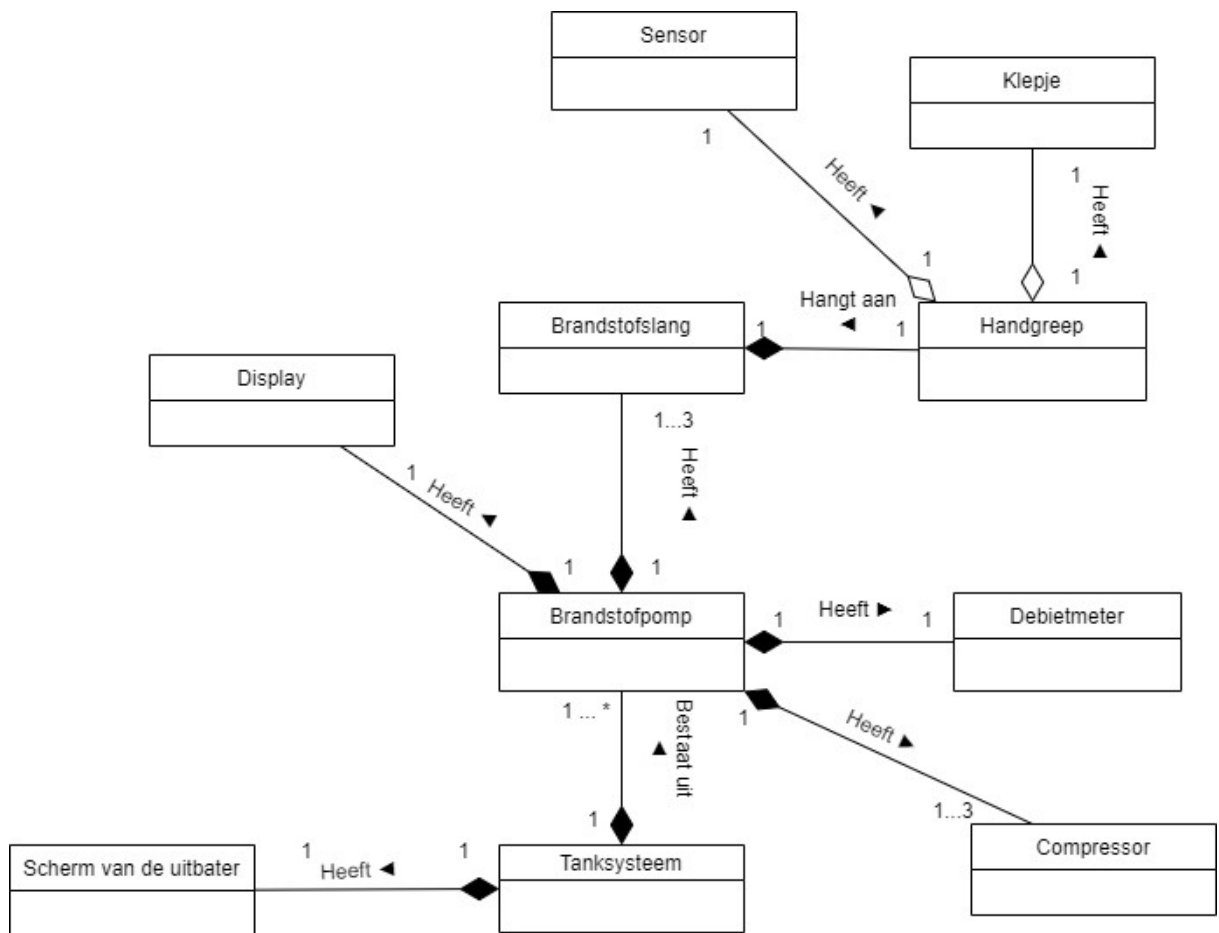 Sensor
Klepje
1
Heeft ▲
1
Heeft ▲
1
1
Hangt aan
◄
Brandstofslang
1
1
Handgreep
Display
1...3
Heeft ▲
1
Heeft ▲
1
1
Brandstofpomp
1
Heeft ►
1
Debietmeter
1 ... *
Bestaat uit
▲
1
Heeft ▲
1...3
1
Compressor
Scherm van de uitbater
1
Heeft ◄
1
Tanksysteem